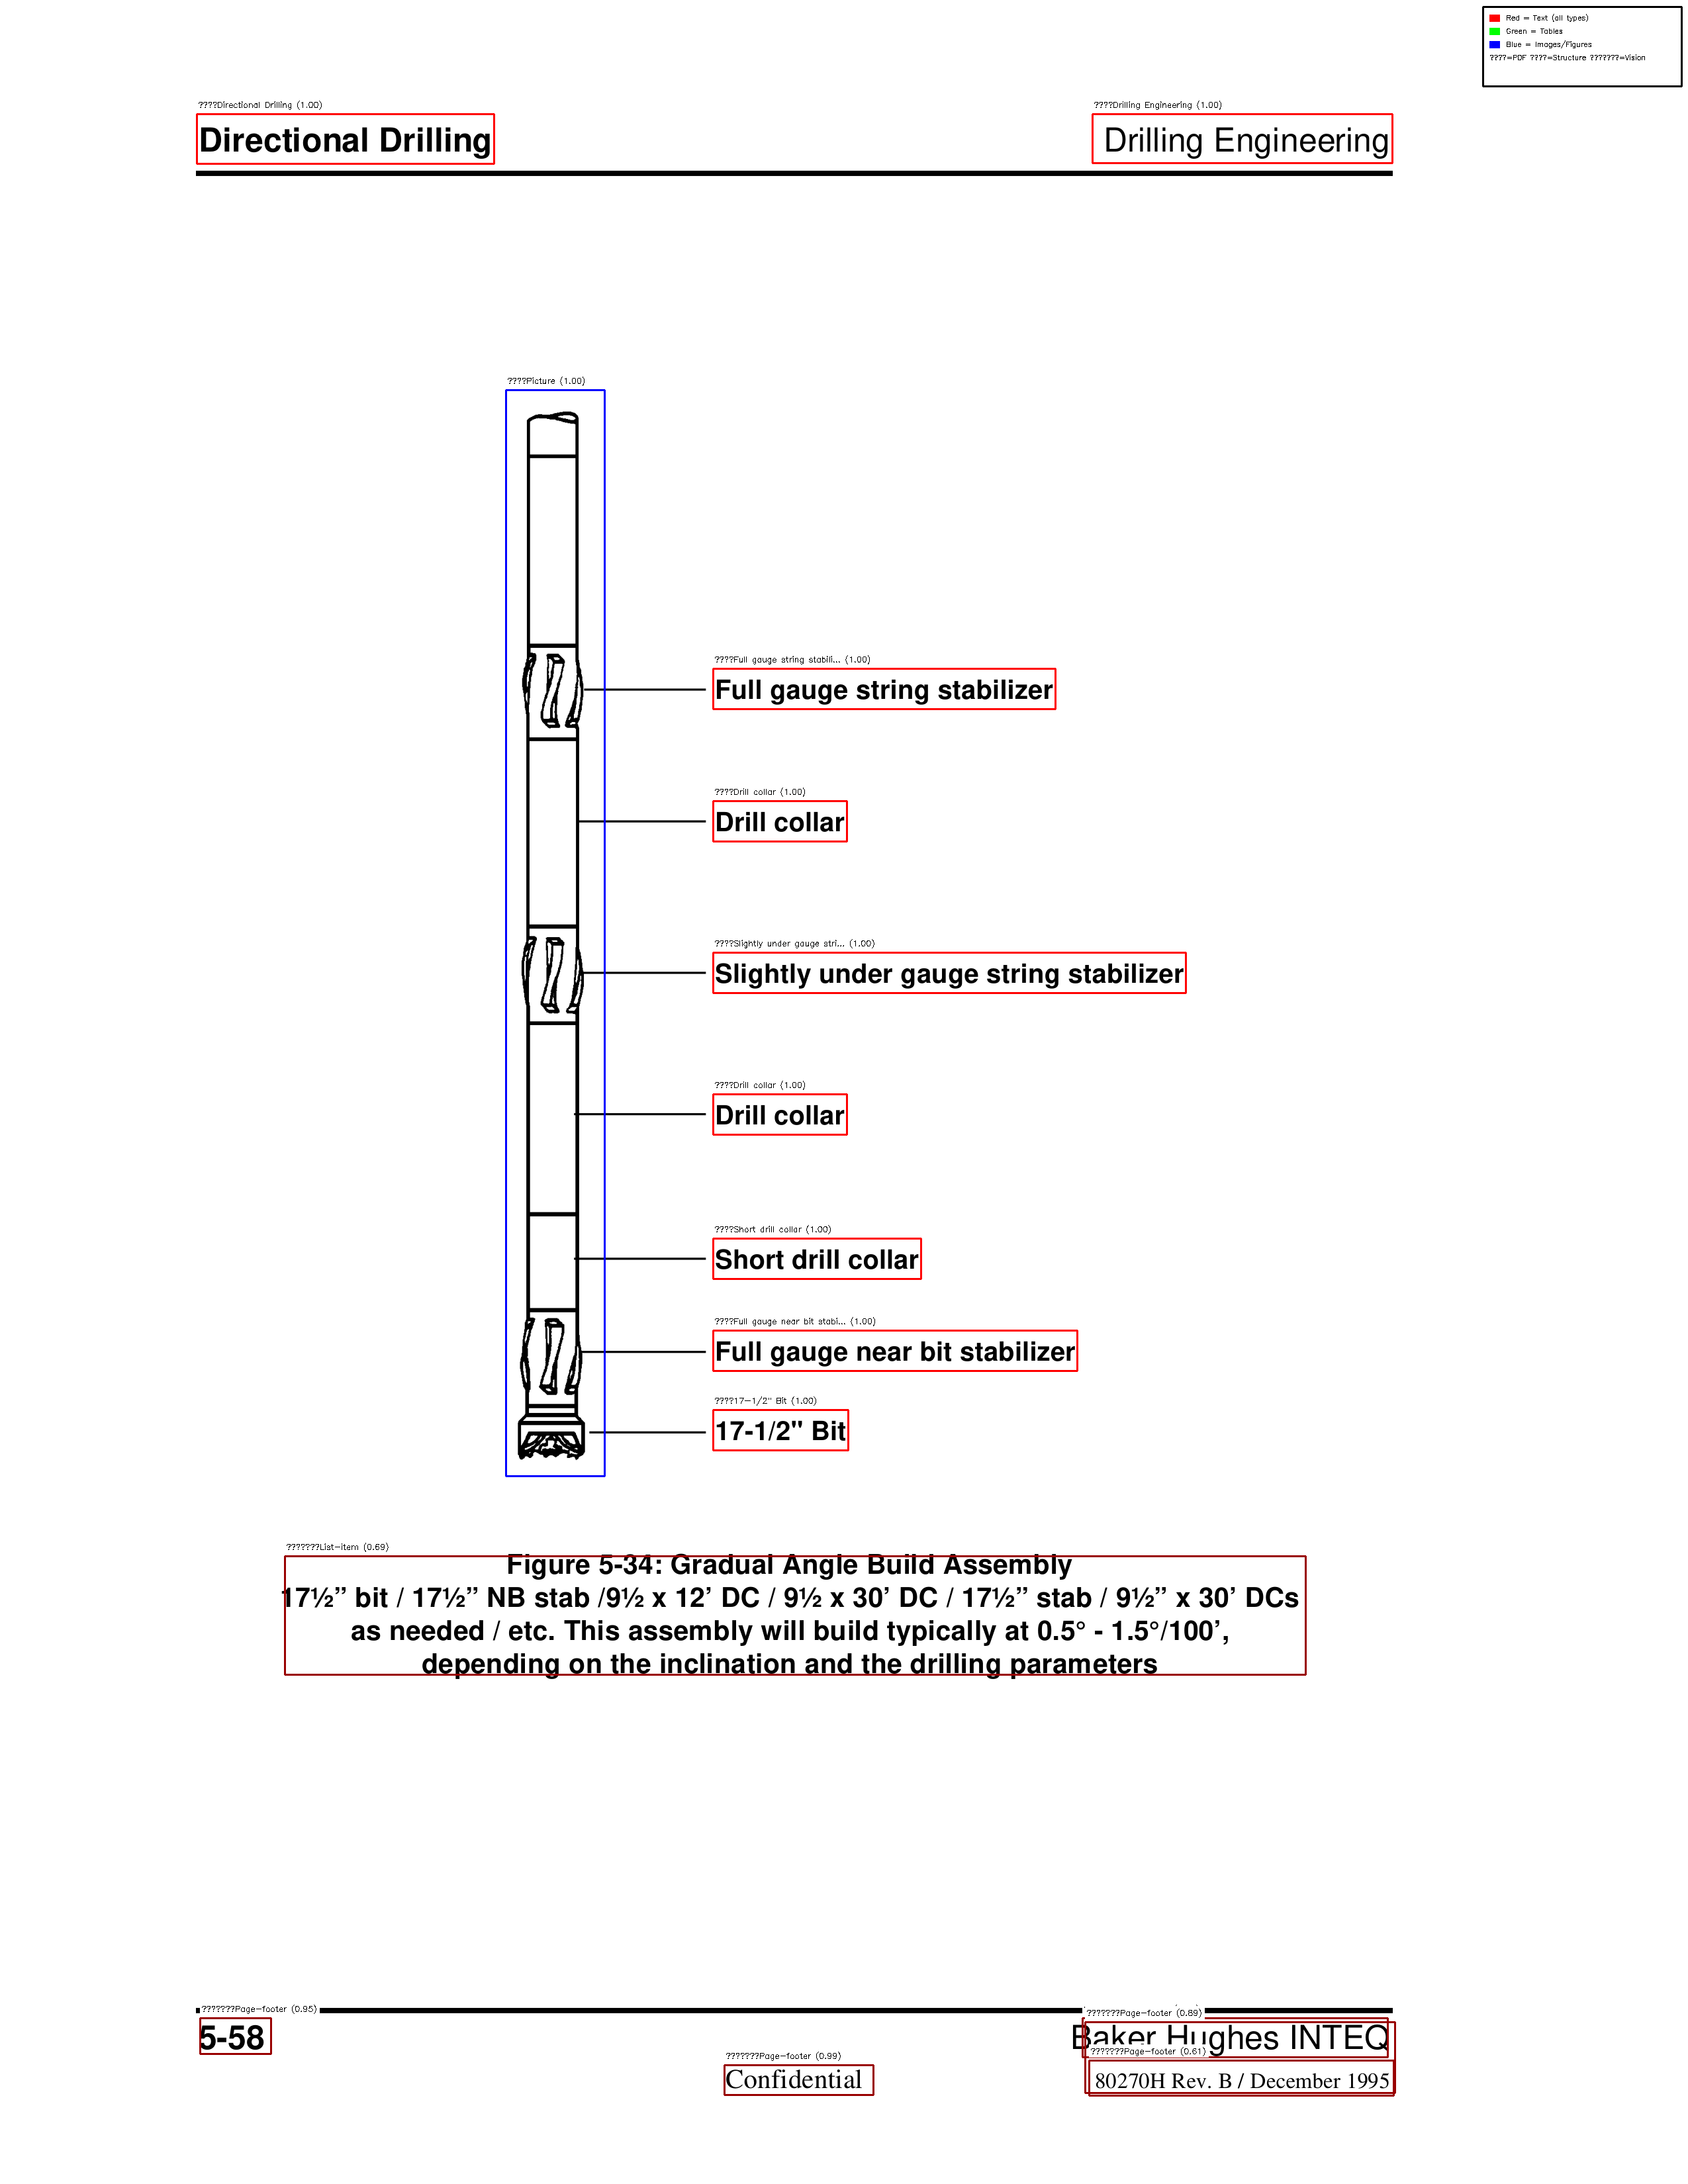 Red = Text (all types)
Green = Tables
Blue = Images/Figures
????=PDF ????=Structure ???????=Vision
????Directional Drilling (1.00)
????Drilling Engineering (1.00)
Directional Drilling
Drilling Engineering
????Picture (1.00)
????Full gauge string stabili... (1.00)
Full gauge string stabilizer
????Drill collar (1.00)
Drill collar
????Slightly under gauge stri... (1.00)
Slightly under gauge string stabilizer
????Drill collar (1.00)
Drill collar
????Short drill collar (1.00)
Short drill collar
????Full gauge near bit stabi... (1.00)
Full gauge near bit stabilizer
????17-1/2" Bit (1.00)
17-1/2" Bit
???????List-item (0.69)
Figure 5-34: Gradual Angle Build Assembly
17½” bit / 17½” NB stab /9½ x 12’ DC / 9½ x 30’ DC / 17½” stab / 9½” x 30’ DCs
as needed / etc. This assembly will build typically at 0.5° - 1.5°/100’,
depending on the inclination and the drilling parameters
???????Page-footer (0.95)
???????Page-footer (0.89)
5-58
Baker Hughes INTEQ
???????Page-footer (0.61)
???????Page-footer (0.99)
Confidential
80270H Rev. B / December 1995